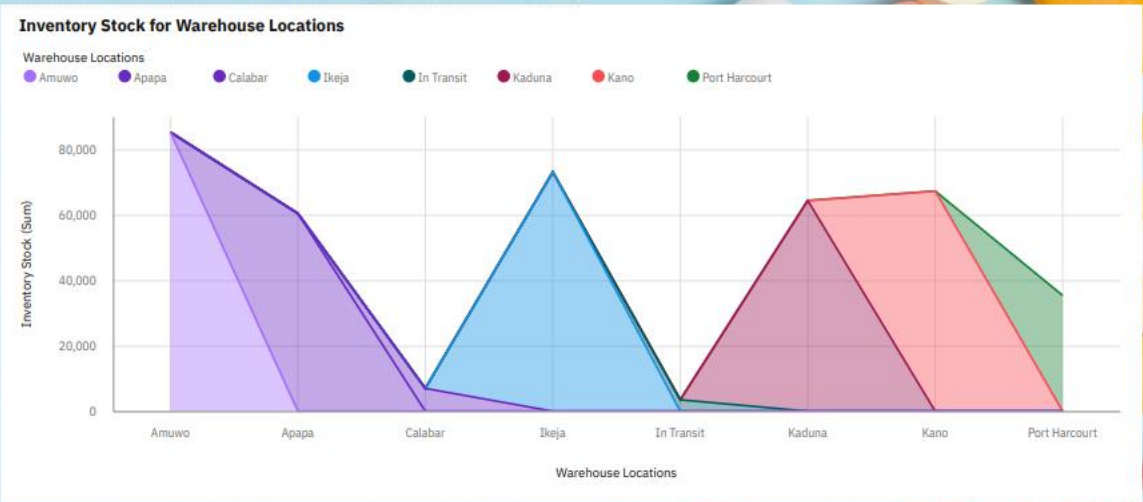 Inventory Stock for Warehouse Locations
Warehouse Locations
Amuwo Apapa Calabar Ikeja In Transit Kaduna Kano Port Harcourt
Inventory Stock (Sum)
80,000
60,000
40,000
20,000
0
Amuwo Apapa Calabar Ikeja In Transit Kaduna Kano Port Harcourt
Warehouse Locations